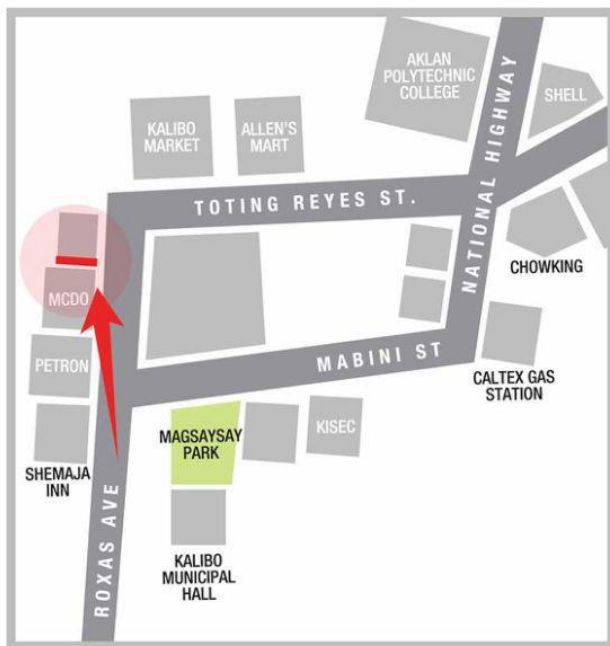 AKLAN
POLYTECHNIC
COLLEGE
SHELL
KALIBO
MARKET
ALLEN'S
MART
NATIONAL HIGHWAY
TOTING REYES ST.
CHOWKING
MCDO
MABINI ST
PETRON
CALTEX GAS
STATION
MAGSAYSAY
PARK
KISEC
SHEMAJA
INN
ROXAS AVE
KALIBO
MUNICIPAL
HALL